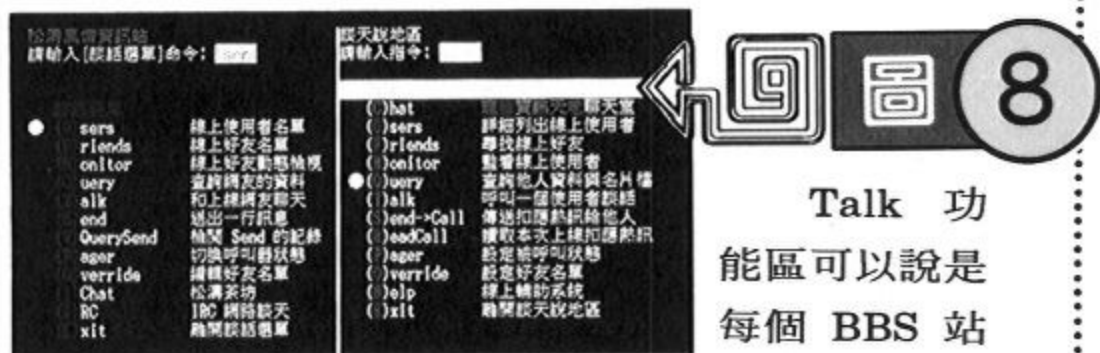 請輸入[談話選單]命令:
sers 線上使用者名單
riends 線上好友名單
onitor 線上好友動態檢視
uery 查詢網友的資料
alk 和上線網友聊天
end 送出一行訊息
QuerySend 檢閱 Send 的記錄
ager 切換呼叫器狀態
verride 編輯好友名單
Chat 松濤茶坊
RC IRC 網路談天
xit 離開談話選單
談天說地區
請輸入指令:
( )hat 聊天室
( )sers 詳細列出線上使用者
( )riends 尋找線上好友
( )onitor 監看線上使用者
( )uery 查詢他人資料與名片檔
( )alk 呼叫一個使用者談話
( )end->Call 傳送扣應熱訊給他人
( )eadCall 讀取本次上線扣應熱訊
( )ager 設定被呼叫狀態
( )verride 設定好友名單
( )elp 線上輔助系統
( )xit 離開談天說地區
圖 8
Talk 功
能區可以說是
每個 BBS 站